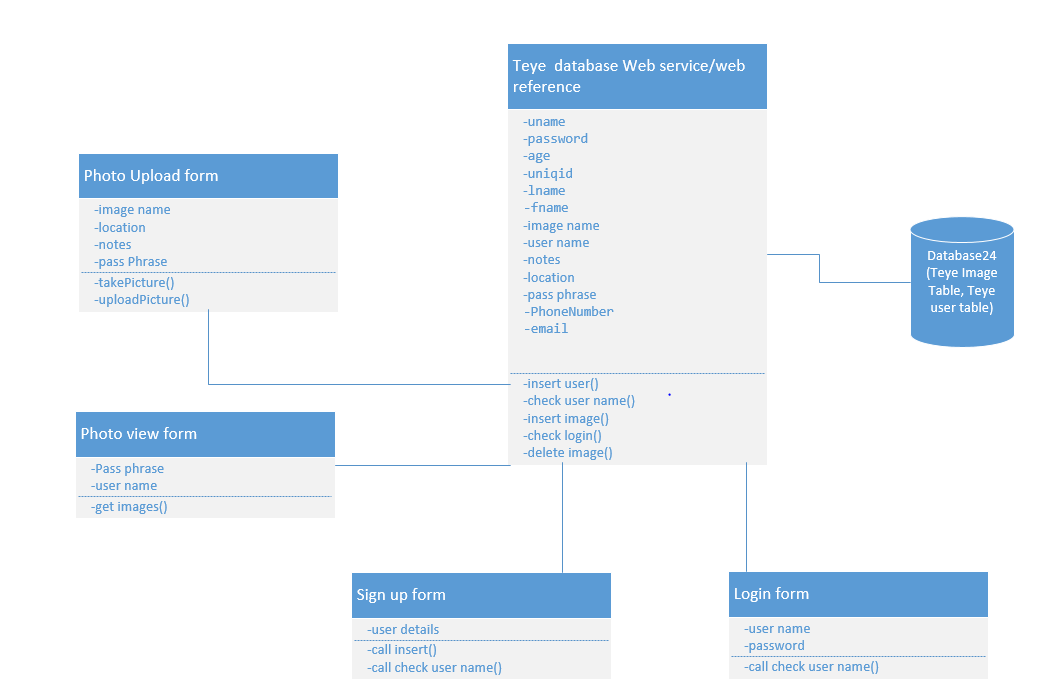 Teye  database Web service/web
reference
-uname
-password
-age
-uniqid
-lname
-fname
-image name
-user name
-notes
-location
-pass phrase
-PhoneNumber
-email
-insert user()
-check user name()
-insert image()
-check login()
-delete image()
Photo Upload form
-image name
-location
-notes
-pass Phrase
-takePicture()
-uploadPicture()
Database24
(Teye Image
Table, Teye
user table)
Photo view form
-Pass phrase
-user name
-get images()
Sign up form
-user details
-call insert()
-call check user name()
Login form
-user name
-password
-call check user name()